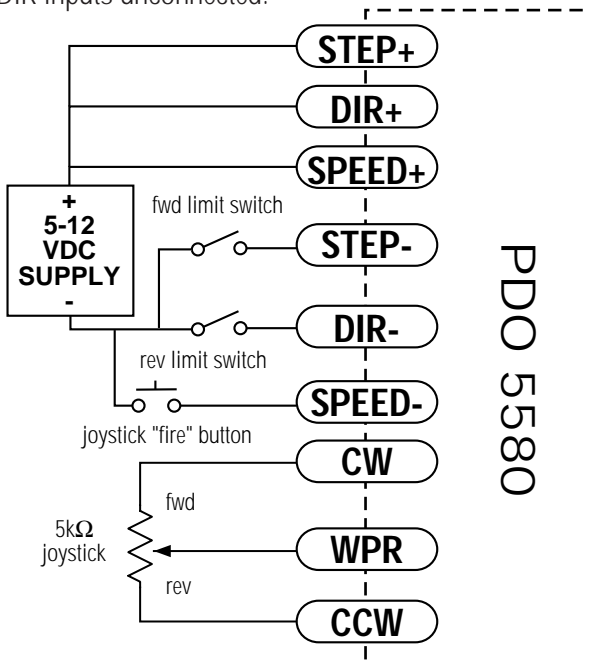 DIR inputs unconnected.
STEP+
DIR+
SPEED+
+
5-12
VDC
SUPPLY
-
fwd limit switch
STEP-
DIR-
rev limit switch
SPEED-
joystick "fire" button
CW
fwd
5kΩ
joystick
WPR
rev
CCW
PDO 5580